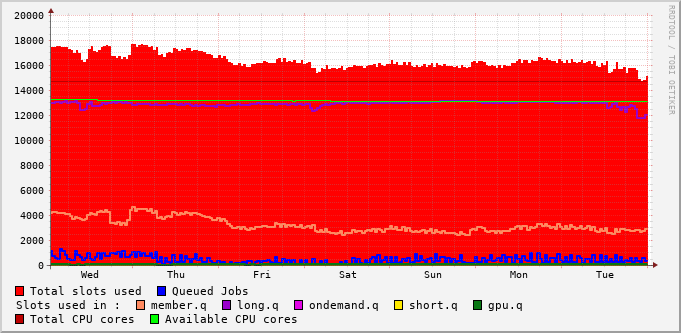 20000
18000
16000
14000
12000
10000
8000
6000
4000
2000
0
Wed Thu Fri Sat Sun Mon Tue
Total slots used Queued Jobs
Slots used in : member.q long.q ondemand.q short.q gpu.q
Total CPU cores Available CPU cores
RRDTOOL / TOBI OETIKER